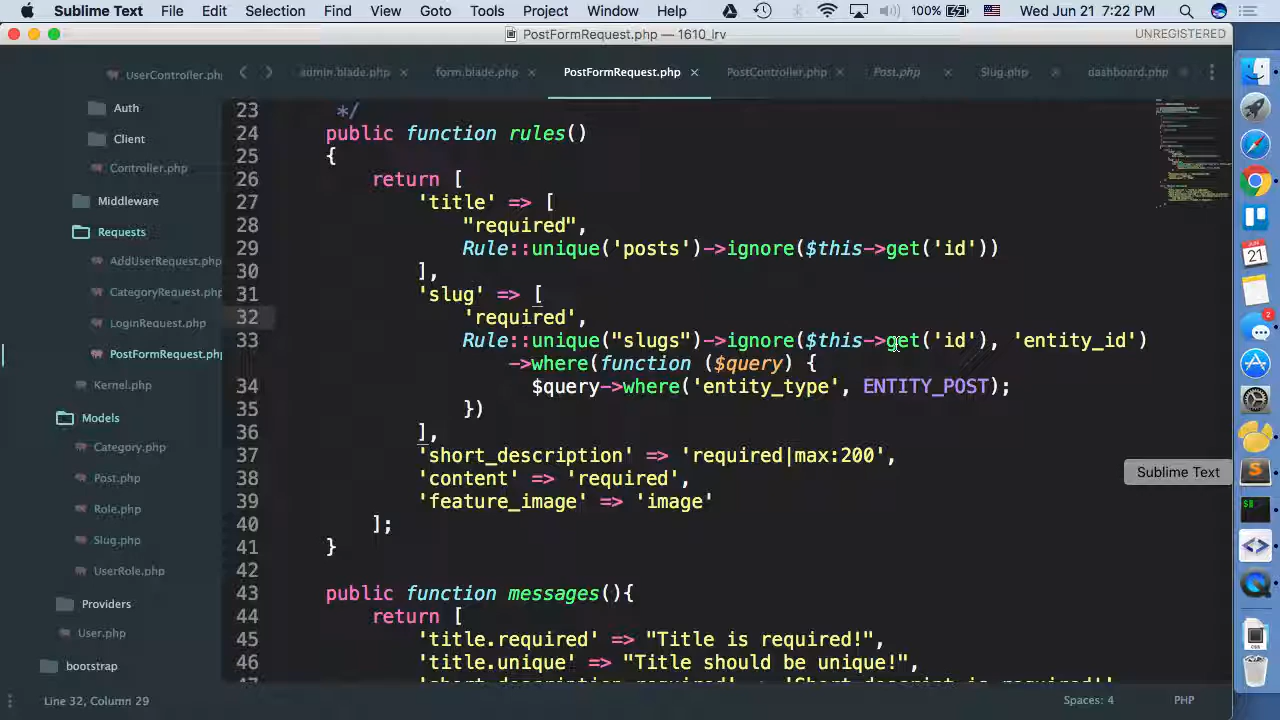 Sublime Text File Edit Selection Find View Goto Tools Project Window Help 100% Wed Jun 21 7:22 PM
PostFormRequest.php — 1610_lrv UNREGISTERED
admin.blade.php × form.blade.php × PostFormRequest.php × PostController.php × Post.php × Slug.php × dashboard.php
UserController.ph
Auth
Client
Controller.php
Middleware
Requests
AddUserRequest.ph
CategoryRequest.ph
LoginRequest.php
PostFormRequest.ph
Kernel.php
Models
Category.php
Post.php
Role.php
Slug.php
UserRole.php
Providers
User.php
bootstrap
23 */
24 public function rules()
25 {
26 return [
27 'title' => [
28 "required",
29 Rule::unique('posts')->ignore($this->get('id'))
30 ],
31 'slug' => [
32 'required',
33 Rule::unique("slugs")->ignore($this->get('id'), 'entity_id')
->where(function ($query) {
34 $query->where('entity_type', ENTITY_POST);
35 })
36 ],
37 'short_description' => 'required|max:200',
38 'content' => 'required',
39 'feature_image' => 'image'
40 ];
41 }
42
43 public function messages(){
44 return [
45 'title.required' => "Title is required!",
46 'title.unique' => "Title should be unique!",
Sublime Text
JUN
21
2
Line 32, Column 29 Spaces: 4 PHP